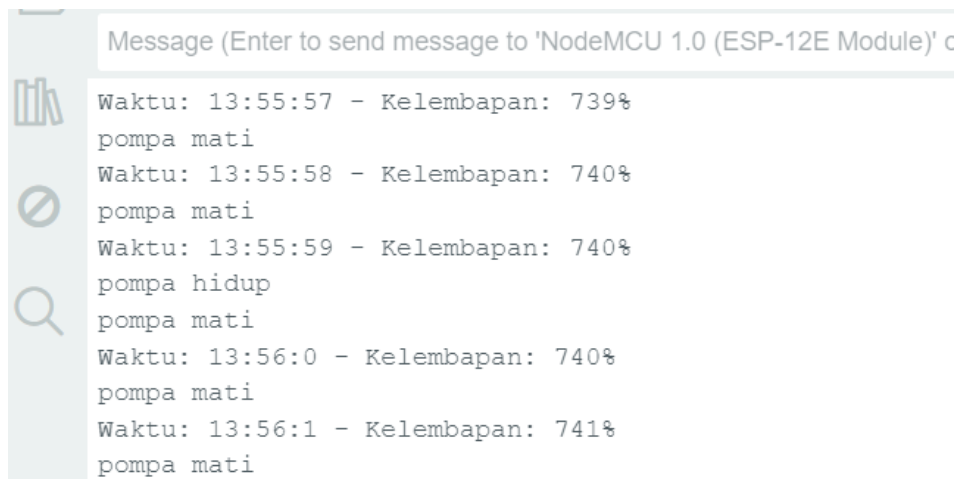 Message (Enter to send message to 'NodeMCU 1.0 (ESP-12E Module)'
Waktu: 13:55:57 - Kelembapan: 739%
pompa mati
Waktu: 13:55:58 - Kelembapan: 740%
pompa mati
Waktu: 13:55:59 - Kelembapan: 740%
pompa hidup
pompa mati
Waktu: 13:56:0 - Kelembapan: 740%
pompa mati
Waktu: 13:56:1 - Kelembapan: 741%
pompa mati